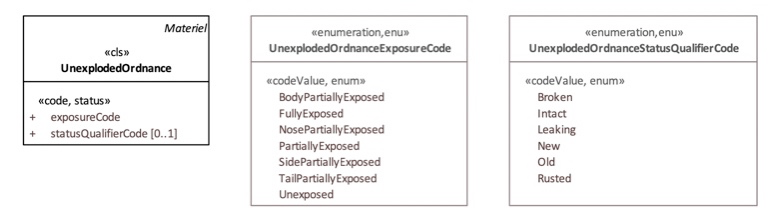 Materiel
«cls»
UnexplodedOrdnance
«code, status»
+ exposureCode
+ statusQualifierCode [0..1]
«enumeration,enu»
UnexplodedOrdnanceExposureCode
«codeValue, enum»
BodyPartiallyExposed
FullyExposed
NosePartiallyExposed
PartiallyExposed
SidePartiallyExposed
TailPartiallyExposed
Unexposed
«enumeration,enu»
UnexplodedOrdnanceStatusQualifierCode
«codeValue, enum»
Broken
Intact
Leaking
New
Old
Rusted